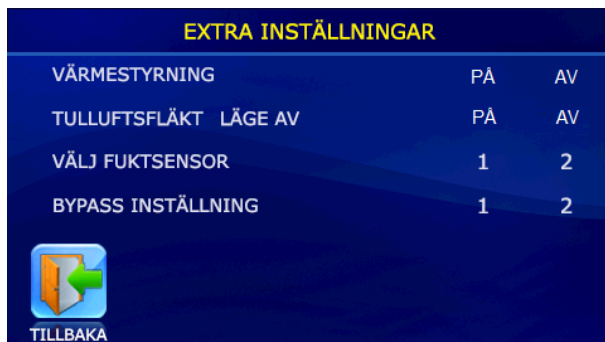 EXTRA INSTÄLLNINGAR
VÄRMESTYRNING PÅ AV
TULLUFTSFLÄKT LÄGE AV PÅ AV
VÄLJ FUKTSENSOR 1 2
BYPASS INSTÄLLNING 1 2
TILLBAKA